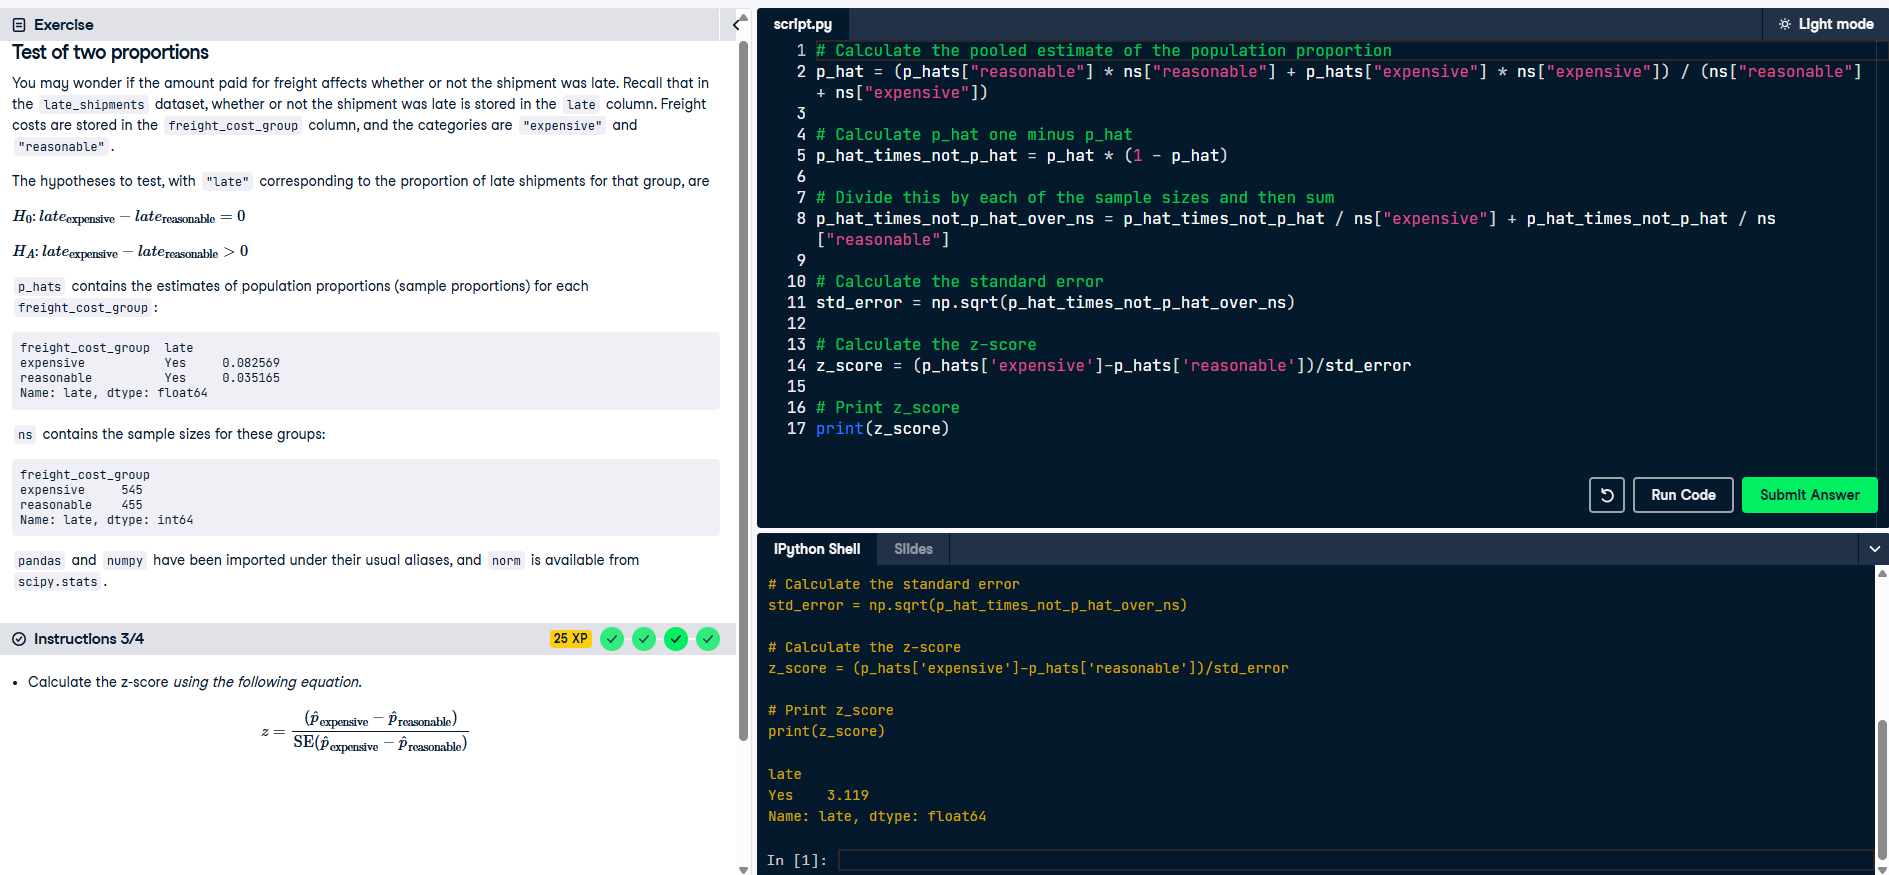 Exercise
Test of two proportions
You may wonder if the amount paid for freight affects whether or not the shipment was late. Recall that in
the late_shipments dataset, whether or not the shipment was late is stored in the late column. Freight
costs are stored in the freight_cost_group column, and the categories are "expensive" and
"reasonable".
The hypotheses to test, with "late" corresponding to the proportion of late shipments for that group, are
H₀: late_expensive − late_reasonable = 0
H_A: late_expensive − late_reasonable > 0
p_hats contains the estimates of population proportions (sample proportions) for each
freight_cost_group:
freight_cost_group  late
expensive           Yes     0.082569
reasonable          Yes     0.035165
Name: late, dtype: float64
ns contains the sample sizes for these groups:
freight_cost_group
expensive     545
reasonable    455
Name: late, dtype: int64
pandas and numpy have been imported under their usual aliases, and norm is available from
scipy.stats.
Instructions 3/4
25 XP
• Calculate the z-score using the following equation.
z = (p̂_expensive − p̂_reasonable) / SE(p̂_expensive − p̂_reasonable)
script.py
Light mode
1 # Calculate the pooled estimate of the population proportion
2 p_hat = (p_hats["reasonable"] * ns["reasonable"] + p_hats["expensive"] * ns["expensive"]) / (ns["reasonable"]
+ ns["expensive"])
3
4 # Calculate p_hat one minus p_hat
5 p_hat_times_not_p_hat = p_hat * (1 - p_hat)
6
7 # Divide this by each of the sample sizes and then sum
8 p_hat_times_not_p_hat_over_ns = p_hat_times_not_p_hat / ns["expensive"] + p_hat_times_not_p_hat / ns
["reasonable"]
9
10 # Calculate the standard error
11 std_error = np.sqrt(p_hat_times_not_p_hat_over_ns)
12
13 # Calculate the z-score
14 z_score = (p_hats['expensive']-p_hats['reasonable'])/std_error
15
16 # Print z_score
17 print(z_score)
Run Code
Submit Answer
IPython Shell
Slides
# Calculate the standard error
std_error = np.sqrt(p_hat_times_not_p_hat_over_ns)
# Calculate the z-score
z_score = (p_hats['expensive']-p_hats['reasonable'])/std_error
# Print z_score
print(z_score)
late
Yes    3.119
Name: late, dtype: float64
In [1]: